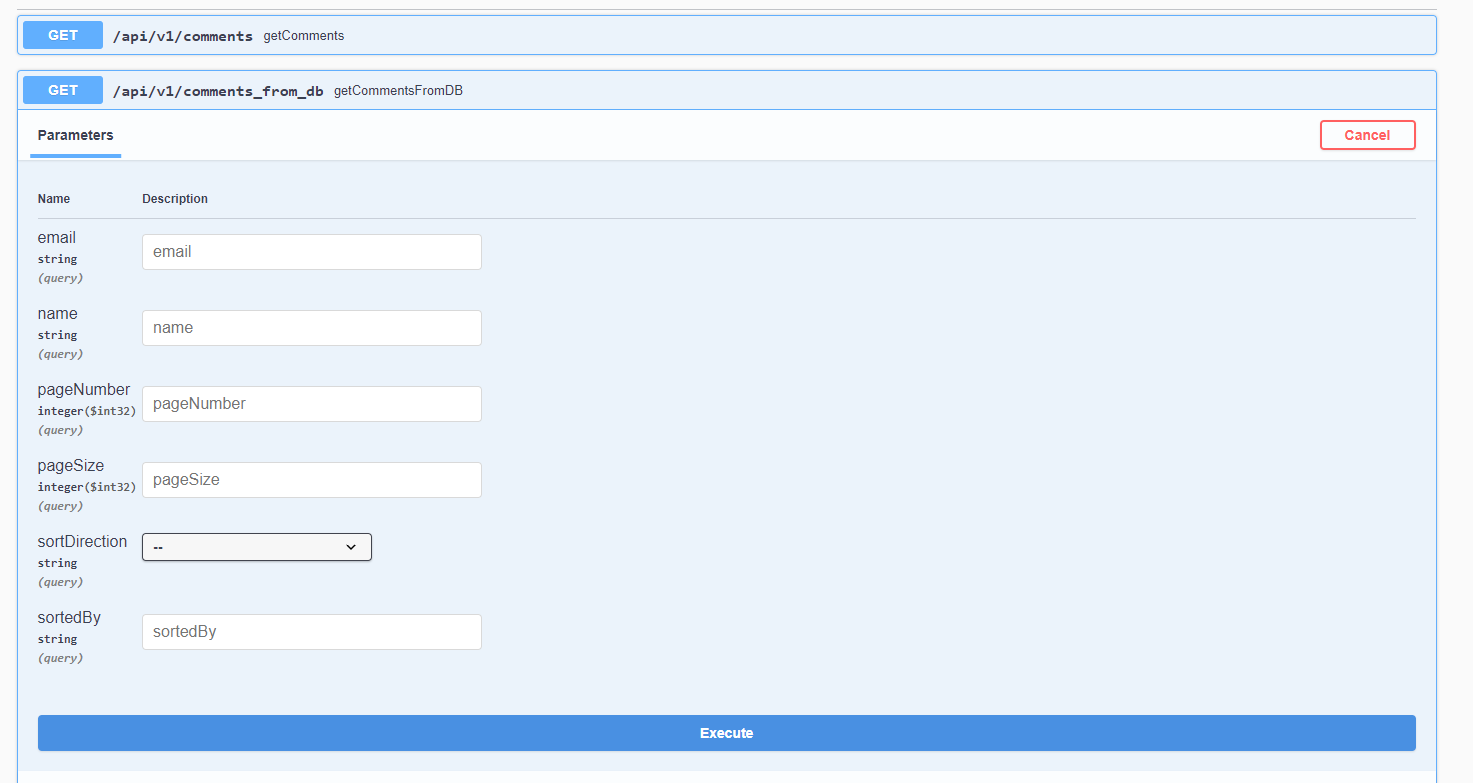 GET /api/v1/comments getComments
GET /api/v1/comments_from_db getCommentsFromDB
Parameters Cancel
Name Description
email
string
(query)
email
name
string
(query)
name
pageNumber
integer($int32)
(query)
pageNumber
pageSize
integer($int32)
(query)
pageSize
sortDirection
string
(query)
--
sortedBy
string
(query)
sortedBy
Execute